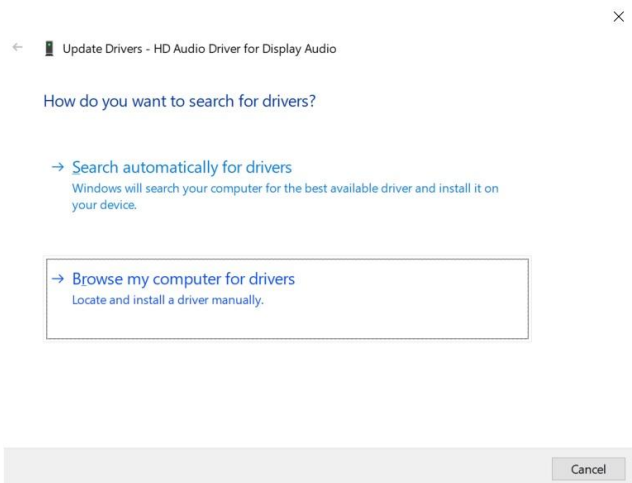 Update Drivers - HD Audio Driver for Display Audio
How do you want to search for drivers?
Search automatically for drivers
Windows will search your computer for the best available driver and install it on
your device.
Browse my computer for drivers
Locate and install a driver manually.
Cancel